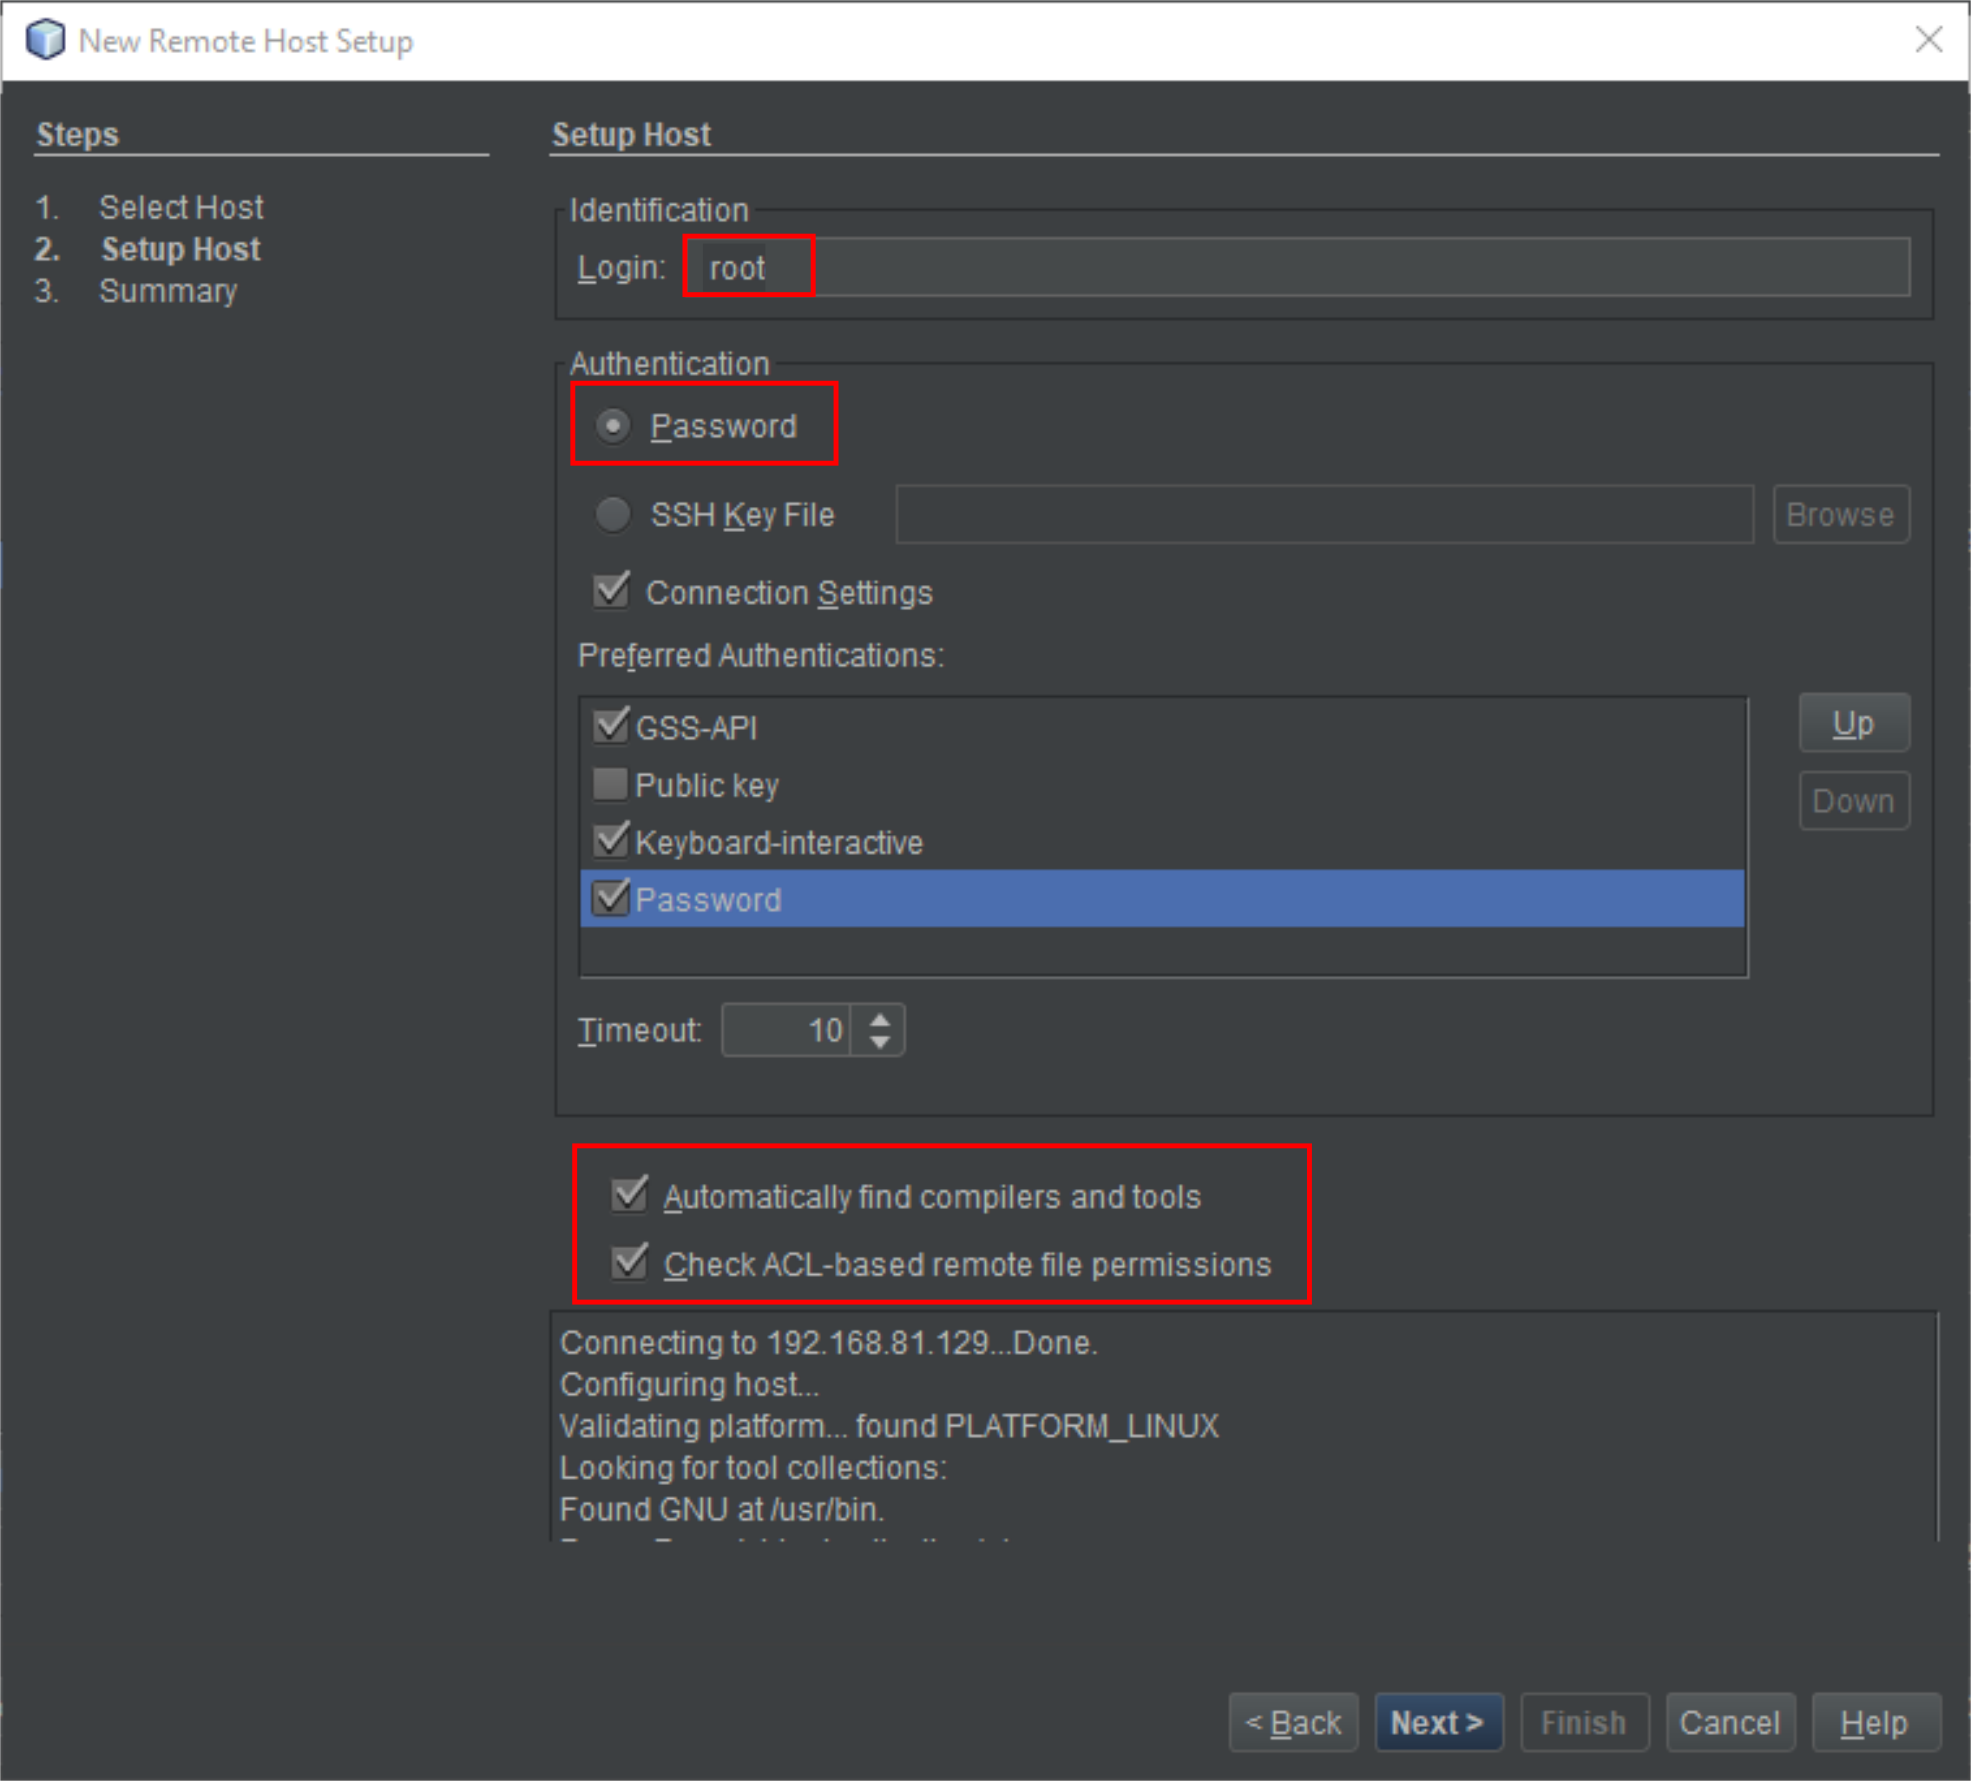 New Remote Host Setup
Steps
1. Select Host
2. Setup Host
3. Summary
Setup Host
Identification
Login: root
Authentication
Password
SSH Key File Browse
Connection Settings
Preferred Authentications:
GSS-API
Public key
Keyboard-interactive
Password
Up
Down
Timeout: 10
Automatically find compilers and tools
Check ACL-based remote file permissions
Connecting to 192.168.81.129...Done.
Configuring host...
Validating platform... found PLATFORM_LINUX
Looking for tool collections:
Found GNU at /usr/bin.
< Back Next > Finish Cancel Help